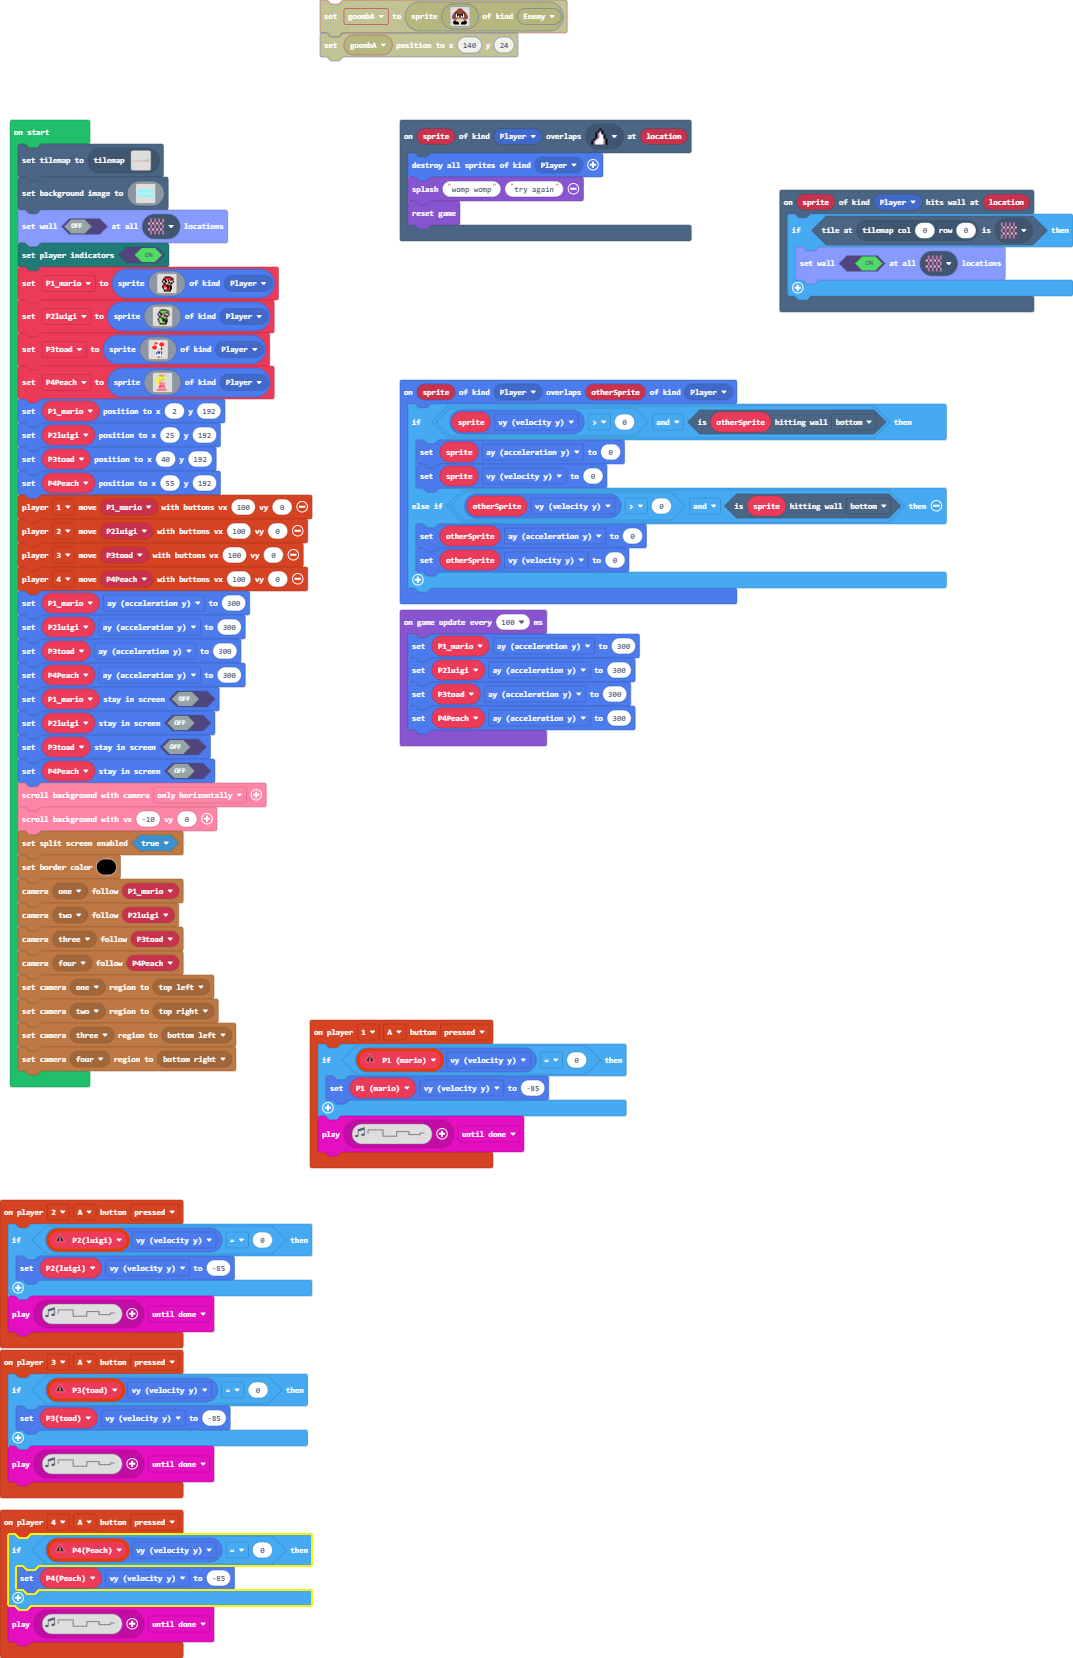 set goombA to sprite of kind Enemy
set goombA position to x 140 y 24
on start
set tilemap to tilemap
set background image to
set wall OFF at all locations
set player indicators ON
set P1_mario to sprite of kind Player
set P2luigi to sprite of kind Player
set P3toad to sprite of kind Player
set P4Peach to sprite of kind Player
set P1_mario position to x 2 y 192
set P2luigi position to x 25 y 192
set P3toad position to x 40 y 192
set P4Peach position to x 55 y 192
player 1 move P1_mario with buttons vx 100 vy 0
player 2 move P2luigi with buttons vx 100 vy 0
player 3 move P3toad with buttons vx 100 vy 0
player 4 move P4Peach with buttons vx 100 vy 0
set P1_mario ay (acceleration y) to 300
set P2luigi ay (acceleration y) to 300
set P3toad ay (acceleration y) to 300
set P4Peach ay (acceleration y) to 300
set P1_mario stay in screen OFF
set P2luigi stay in screen OFF
set P3toad stay in screen OFF
set P4Peach stay in screen OFF
scroll background with camera only horizontally
scroll background with vx -10 vy 0
set split screen enabled true
set border color
camera one follow P1_mario
camera two follow P2luigi
camera three follow P3toad
camera four follow P4Peach
set camera one region to top left
set camera two region to top right
set camera three region to bottom left
set camera four region to bottom right
on sprite of kind Player overlaps at location
destroy all sprites of kind Player
splash "womp womp" "try again"
reset game
on sprite of kind Player hits wall at location
if tile at tilemap col 0 row 0 is then
set wall ON at all locations
on sprite of kind Player overlaps otherSprite of kind Player
if sprite vy (velocity y) > 0 and is otherSprite hitting wall bottom then
set sprite ay (acceleration y) to 0
set sprite vy (velocity y) to 0
else if otherSprite vy (velocity y) > 0 and is sprite hitting wall bottom then
set otherSprite ay (acceleration y) to 0
set otherSprite vy (velocity y) to 0
on game update every 100 ms
set P1_mario ay (acceleration y) to 300
set P2luigi ay (acceleration y) to 300
set P3toad ay (acceleration y) to 300
set P4Peach ay (acceleration y) to 300
on player 1 A button pressed
if P1 (mario) vy (velocity y) = 0 then
set P1 (mario) vy (velocity y) to -85
play until done
on player 2 A button pressed
if P2(luigi) vy (velocity y) = 0 then
set P2(luigi) vy (velocity y) to -85
play until done
on player 3 A button pressed
if P3(toad) vy (velocity y) = 0 then
set P3(toad) vy (velocity y) to -85
play until done
on player 4 A button pressed
if P4(Peach) vy (velocity y) = 0 then
set P4(Peach) vy (velocity y) to -85
play until done